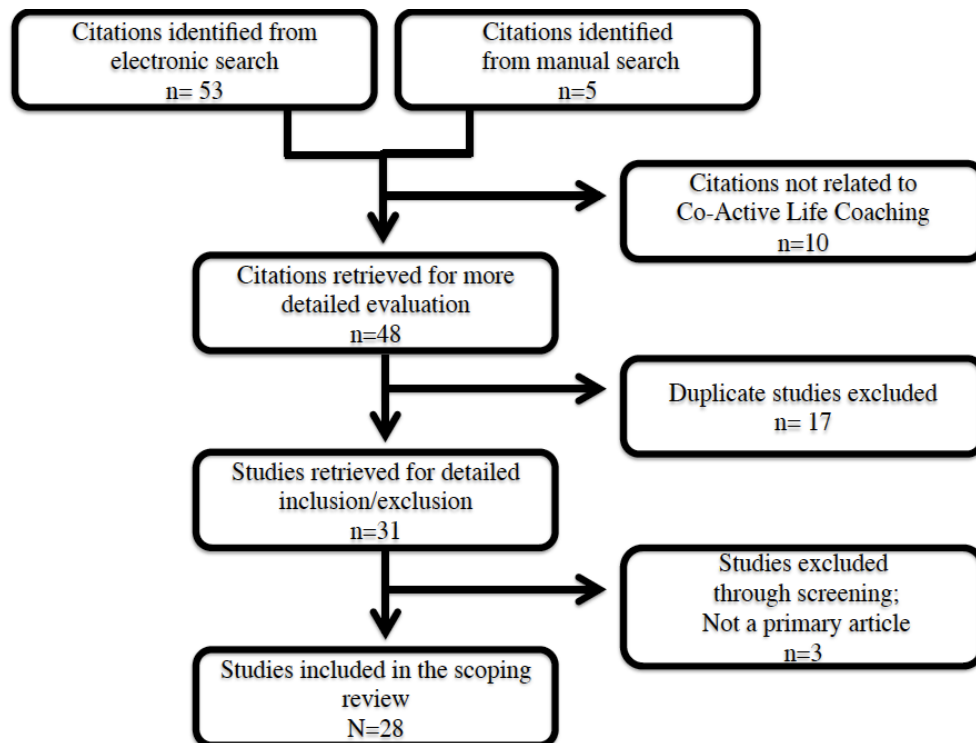 Citations identified from
electronic search
n= 53
Citations identified
from manual search
n=5
Citations not related to
Co-Active Life Coaching
n=10
Citations retrieved for more
detailed evaluation
n=48
Duplicate studies excluded
n= 17
Studies retrieved for detailed
inclusion/exclusion
n=31
Studies excluded
through screening;
Not a primary article
n=3
Studies included in the scoping
review
N=28